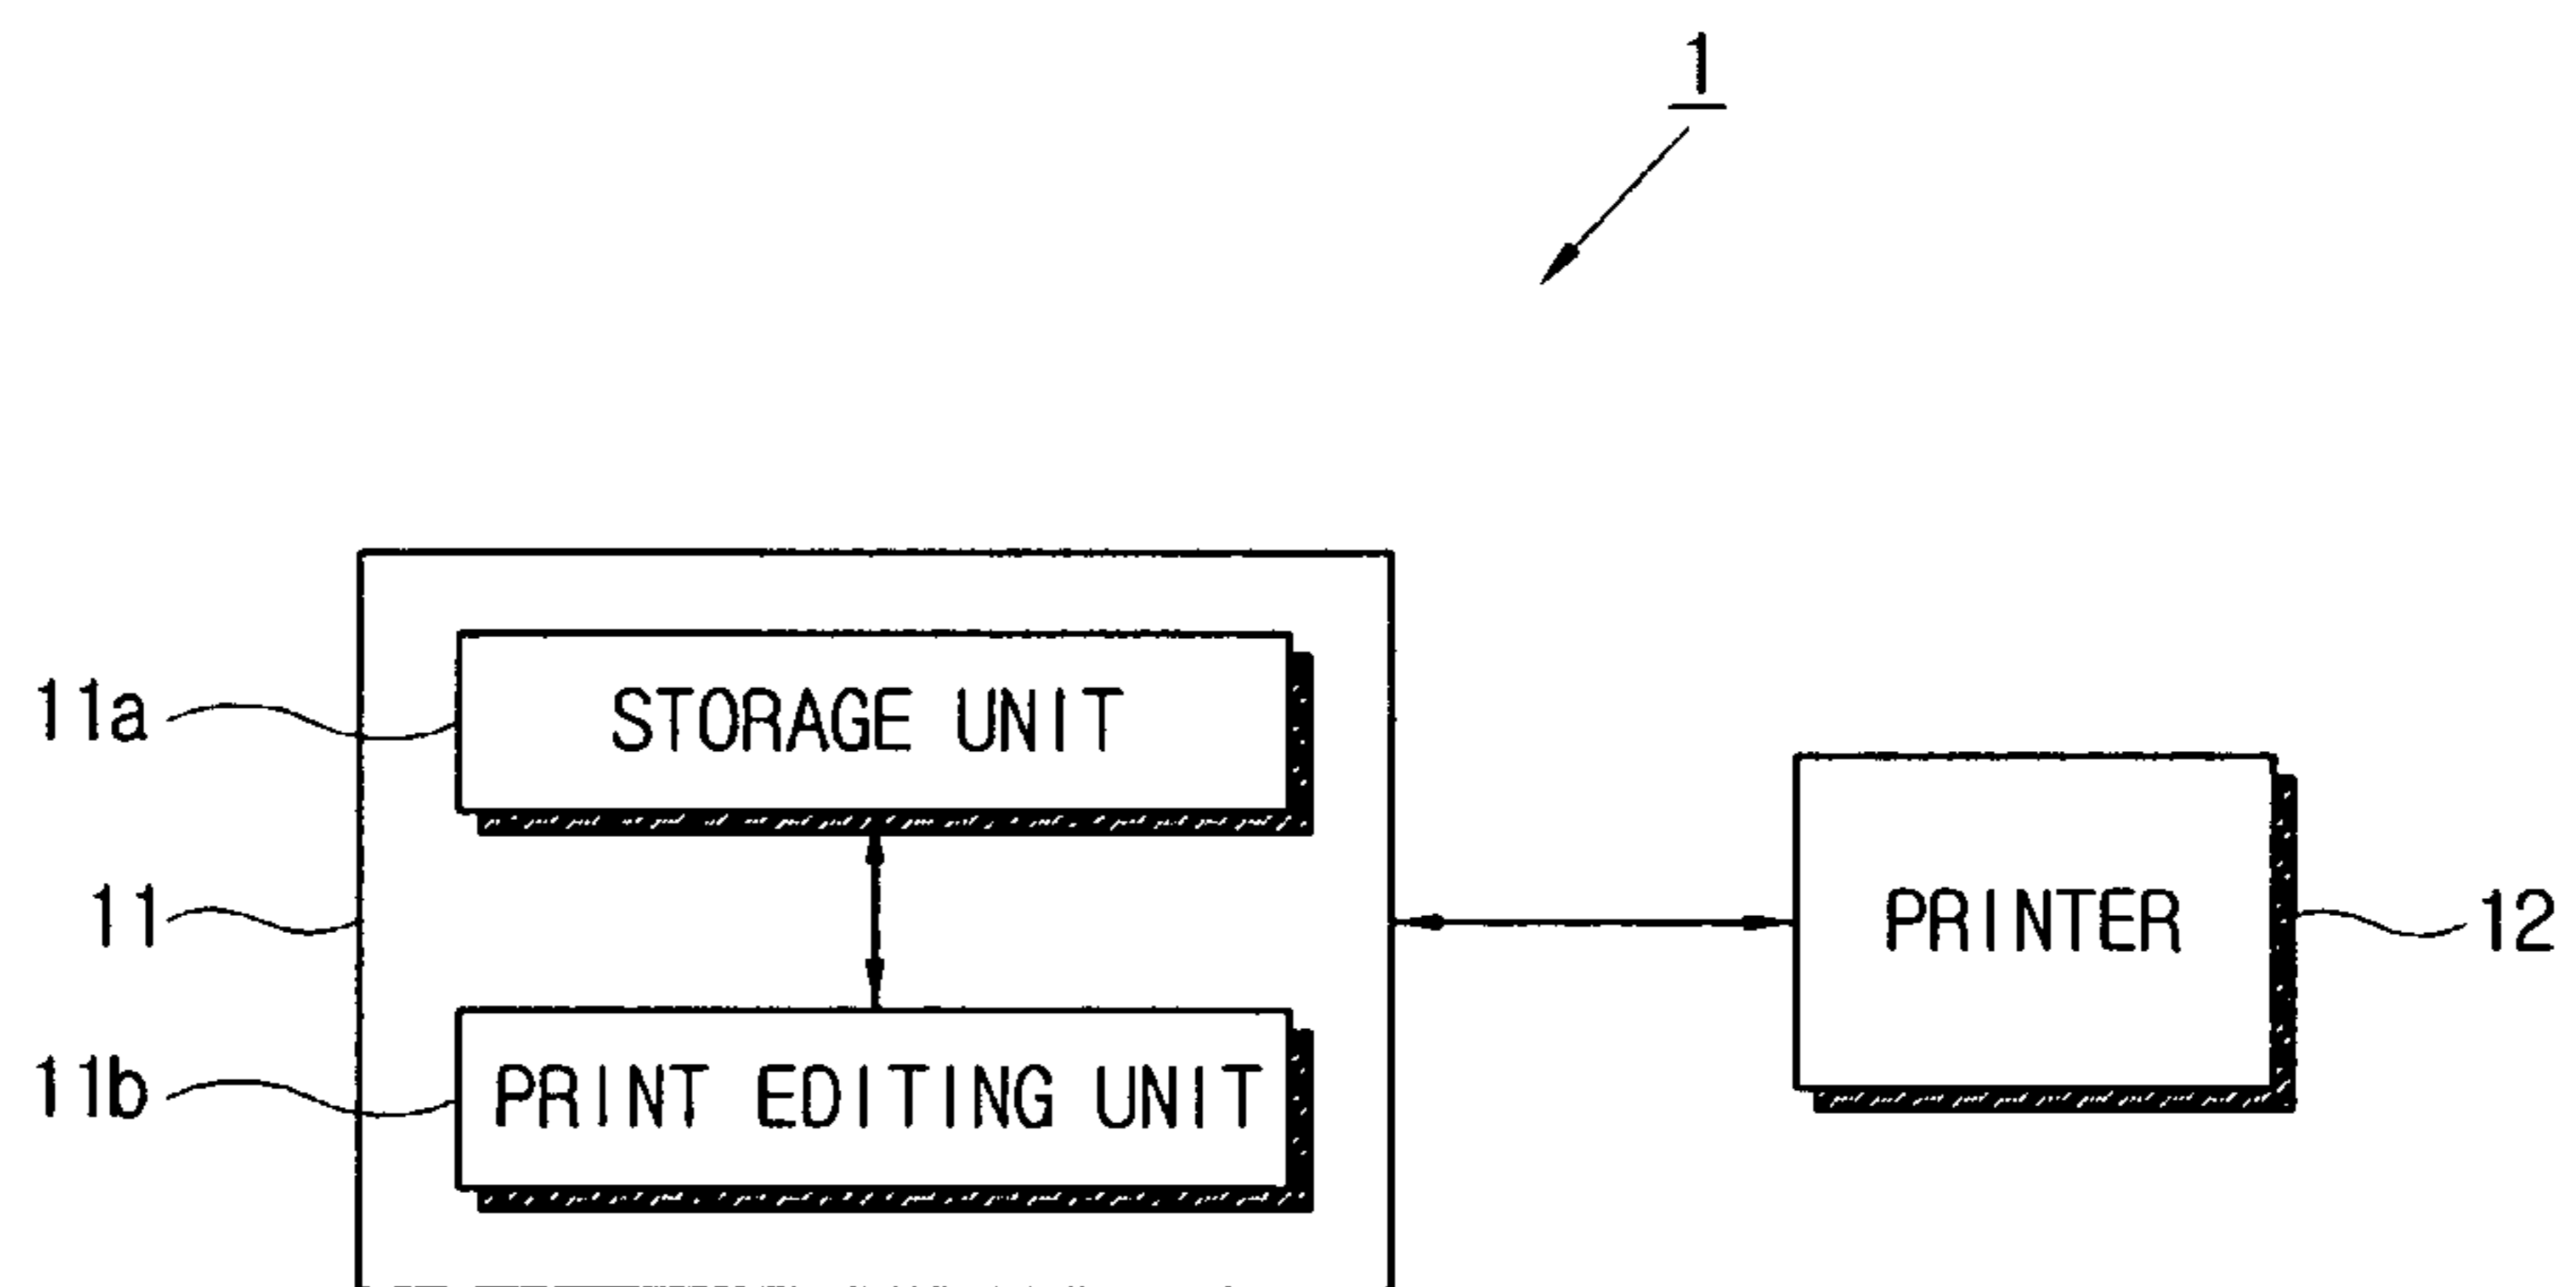 1
11a
STORAGE UNIT
11
PRINTER
12
11b
PRINT EDITING UNIT